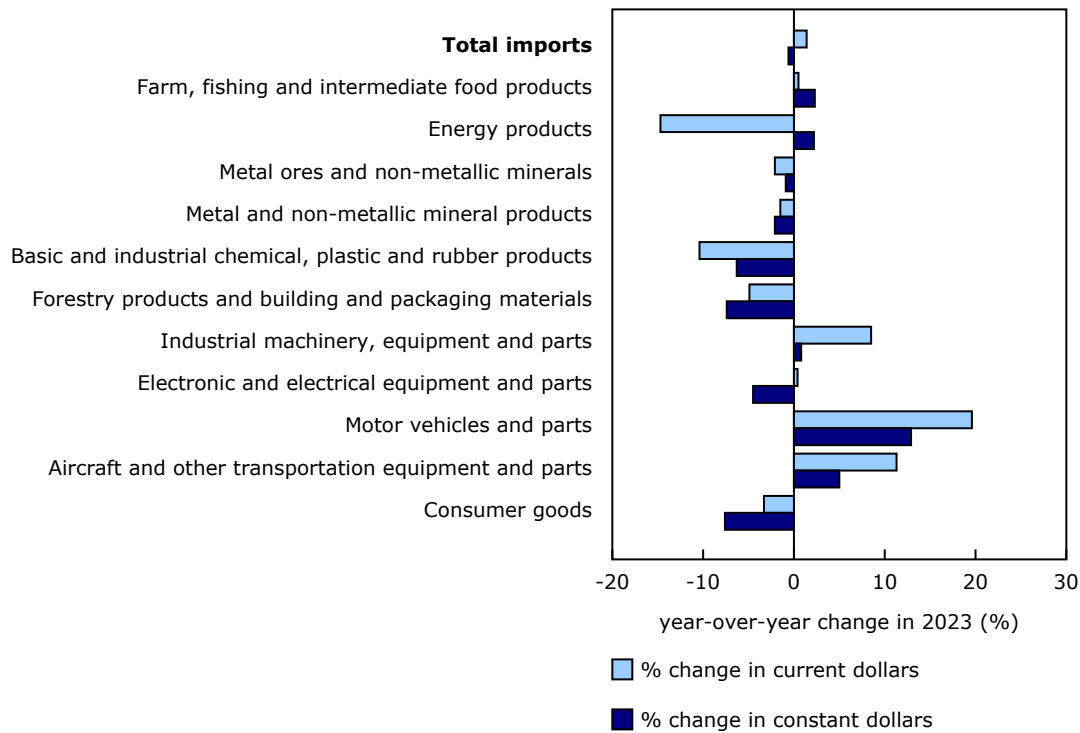 Total imports
Farm, fishing and intermediate food products
Energy products
Metal ores and non-metallic minerals
Metal and non-metallic mineral products
Basic and industrial chemical, plastic and rubber products
Forestry products and building and packaging materials
Industrial machinery, equipment and parts
Electronic and electrical equipment and parts
Motor vehicles and parts
Aircraft and other transportation equipment and parts
Consumer goods
-20 -10 0 10 20 30
year-over-year change in 2023 (%)
% change in current dollars
% change in constant dollars